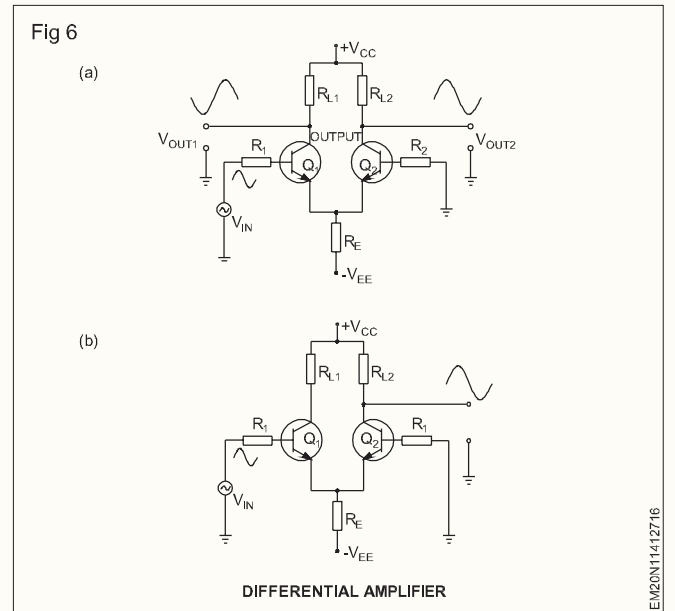 Fig 6
(a)
+VCC
RL1
RL2
VOUT1
OUTPUT
VOUT2
R1
Q1
Q2
R2
VIN
RE
-VEE
(b)
+VCC
RL1
RL2
R1
Q1
Q2
R1
VIN
RE
-VEE
DIFFERENTIAL AMPLIFIER
EM20N11412716